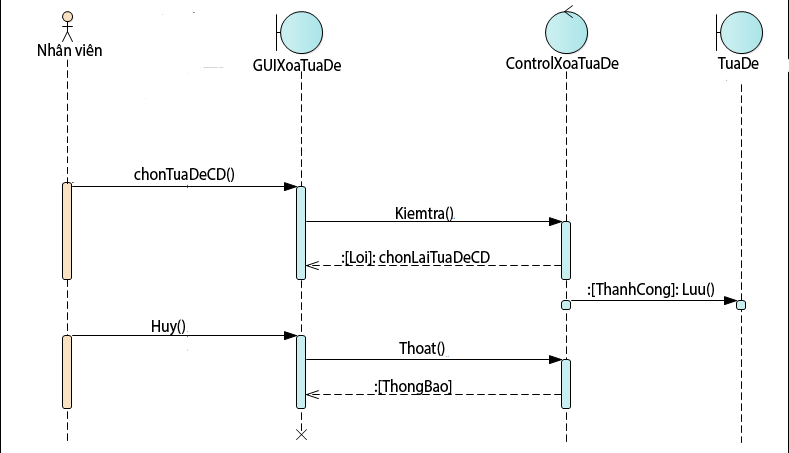 Nhân viên
GUIXoaTuaDe
ControlXoaTuaDe
TuaDe
chonTuaDeCD()
Kiemtra()
:[Loi]: chonLaiTuaDeCD
:[ThanhCong]: Luu()
Huy()
Thoat()
:[ThongBao]